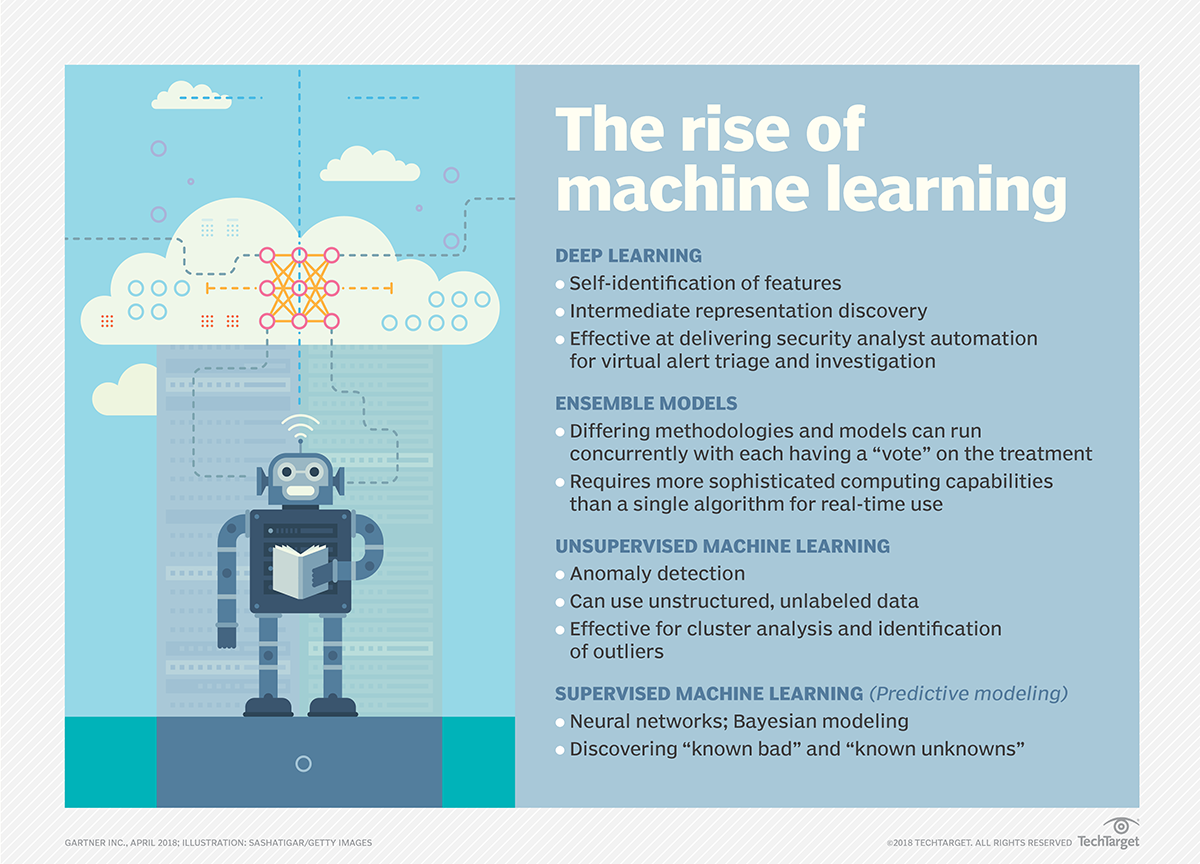 The rise of
machine learning
DEEP LEARNING
• Self-identification of features
• Intermediate representation discovery
• Effective at delivering security analyst automation
for virtual alert triage and investigation
ENSEMBLE MODELS
• Differing methodologies and models can run
concurrently with each having a “vote” on the treatment
• Requires more sophisticated computing capabilities
than a single algorithm for real-time use
UNSUPERVISED MACHINE LEARNING
• Anomaly detection
• Can use unstructured, unlabeled data
• Effective for cluster analysis and identification
of outliers
SUPERVISED MACHINE LEARNING (Predictive modeling)
• Neural networks; Bayesian modeling
• Discovering “known bad” and “known unknowns”
GARTNER INC., APRIL 2018; ILLUSTRATION: SASHATIGAR/GETTY IMAGES
©2018 TECHTARGET. ALL RIGHTS RESERVED TechTarget